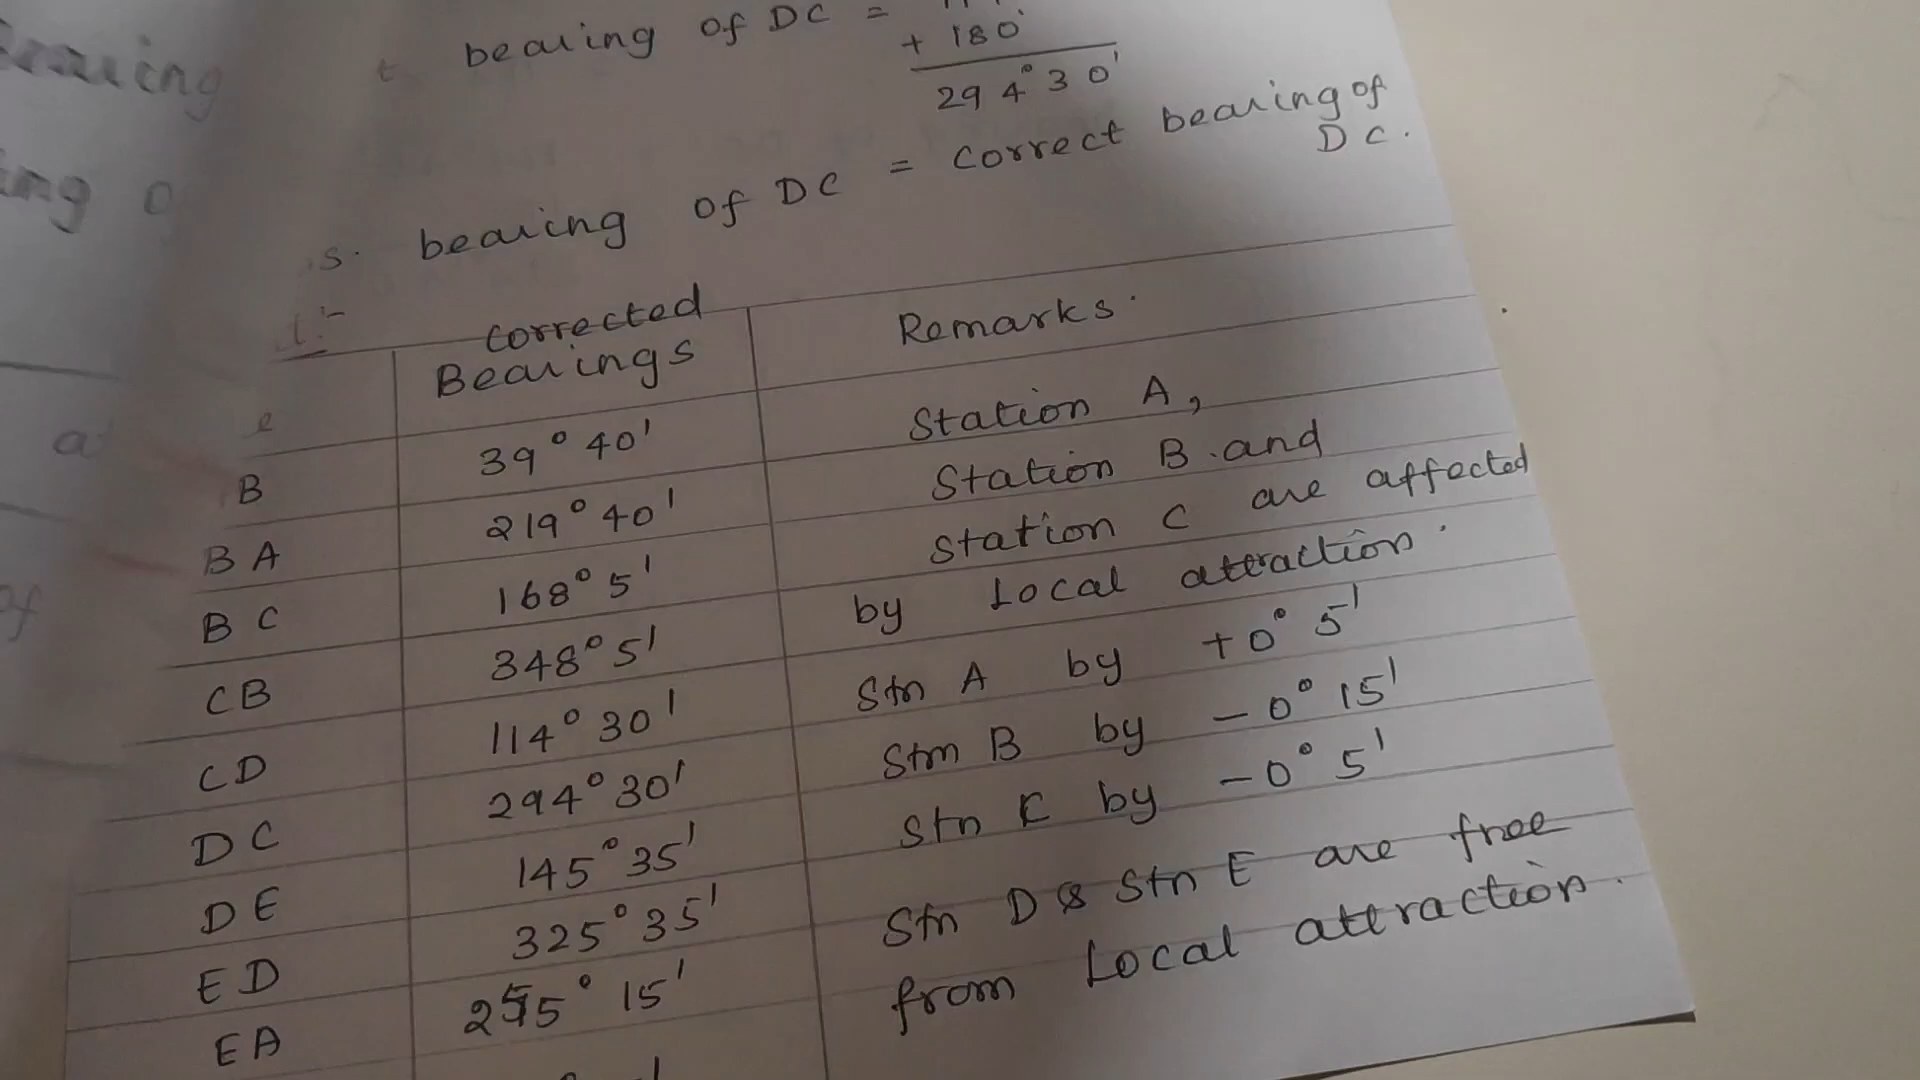 bearing of DC =
+ 180°
294°30'
s. bearing of DC = correct bearing of DC.
t:-
corrected Bearings Remarks.
e
B 39°40' Station A,
BA 219°40' Station B and
BC 168°5' Station C are affected
CB 348°5' by Local attraction.
CD 114°30' Stn A by +0°5'
DC 294°30' Stn B by -0°15'
DE 145°35' Stn C by -0°5'
ED 325°35' Stn D & Stn E are free
EA 255°15' from Local attraction.